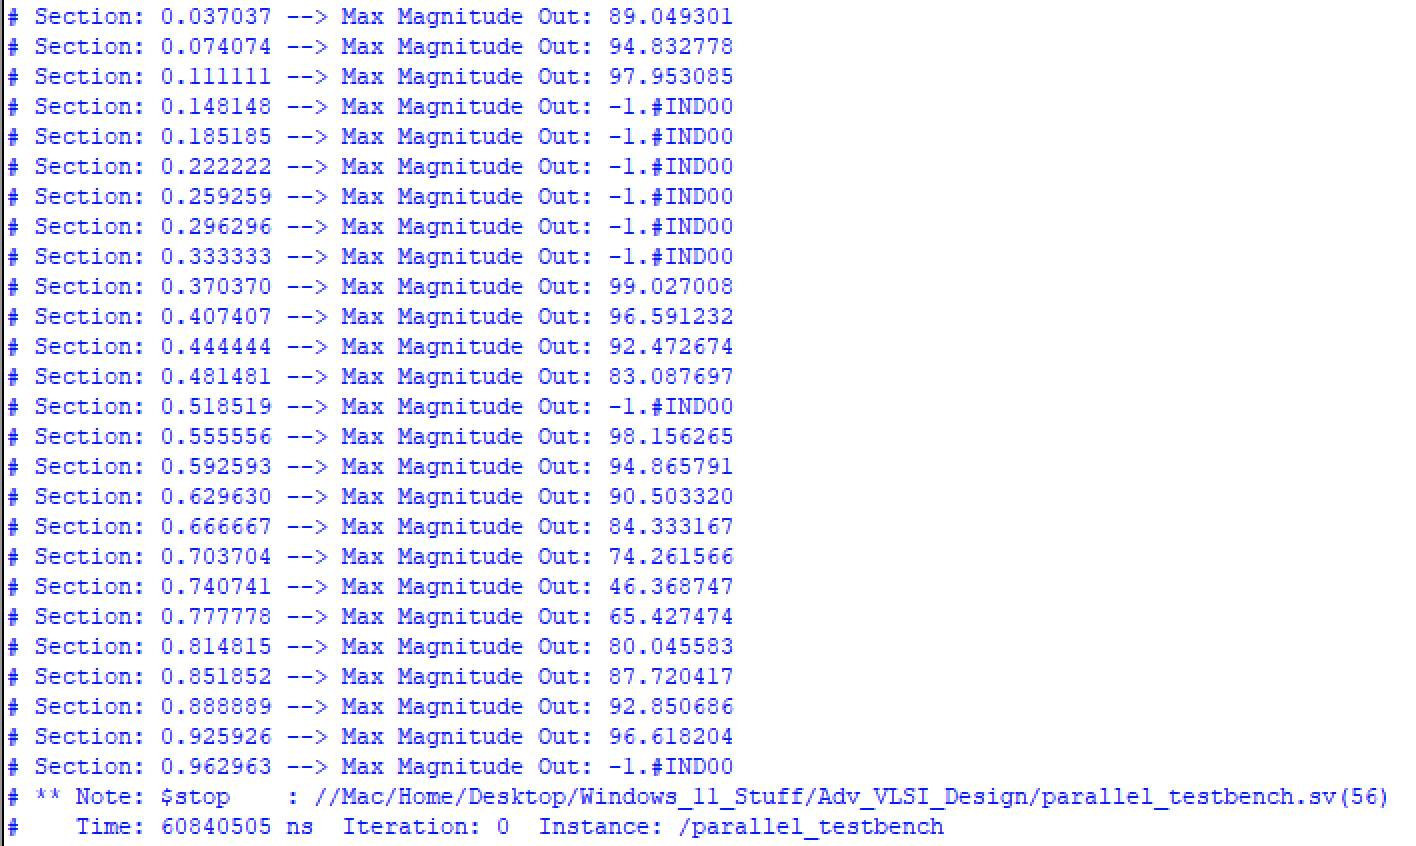 # Section: 0.037037 --> Max Magnitude Out: 89.049301
# Section: 0.074074 --> Max Magnitude Out: 94.832778
# Section: 0.111111 --> Max Magnitude Out: 97.953085
# Section: 0.148148 --> Max Magnitude Out: -1.#IND00
# Section: 0.185185 --> Max Magnitude Out: -1.#IND00
# Section: 0.222222 --> Max Magnitude Out: -1.#IND00
# Section: 0.259259 --> Max Magnitude Out: -1.#IND00
# Section: 0.296296 --> Max Magnitude Out: -1.#IND00
# Section: 0.333333 --> Max Magnitude Out: -1.#IND00
# Section: 0.370370 --> Max Magnitude Out: 99.027008
# Section: 0.407407 --> Max Magnitude Out: 96.591232
# Section: 0.444444 --> Max Magnitude Out: 92.472674
# Section: 0.481481 --> Max Magnitude Out: 83.087697
# Section: 0.518519 --> Max Magnitude Out: -1.#IND00
# Section: 0.555556 --> Max Magnitude Out: 98.156265
# Section: 0.592593 --> Max Magnitude Out: 94.865791
# Section: 0.629630 --> Max Magnitude Out: 90.503320
# Section: 0.666667 --> Max Magnitude Out: 84.333167
# Section: 0.703704 --> Max Magnitude Out: 74.261566
# Section: 0.740741 --> Max Magnitude Out: 46.368747
# Section: 0.777778 --> Max Magnitude Out: 65.427474
# Section: 0.814815 --> Max Magnitude Out: 80.045583
# Section: 0.851852 --> Max Magnitude Out: 87.720417
# Section: 0.888889 --> Max Magnitude Out: 92.850686
# Section: 0.925926 --> Max Magnitude Out: 96.618204
# Section: 0.962963 --> Max Magnitude Out: -1.#IND00
# ** Note: $stop    : //Mac/Home/Desktop/Windows_11_Stuff/Adv_VLSI_Design/parallel_testbench.sv(56)
#    Time: 60840505 ns  Iteration: 0  Instance: /parallel_testbench